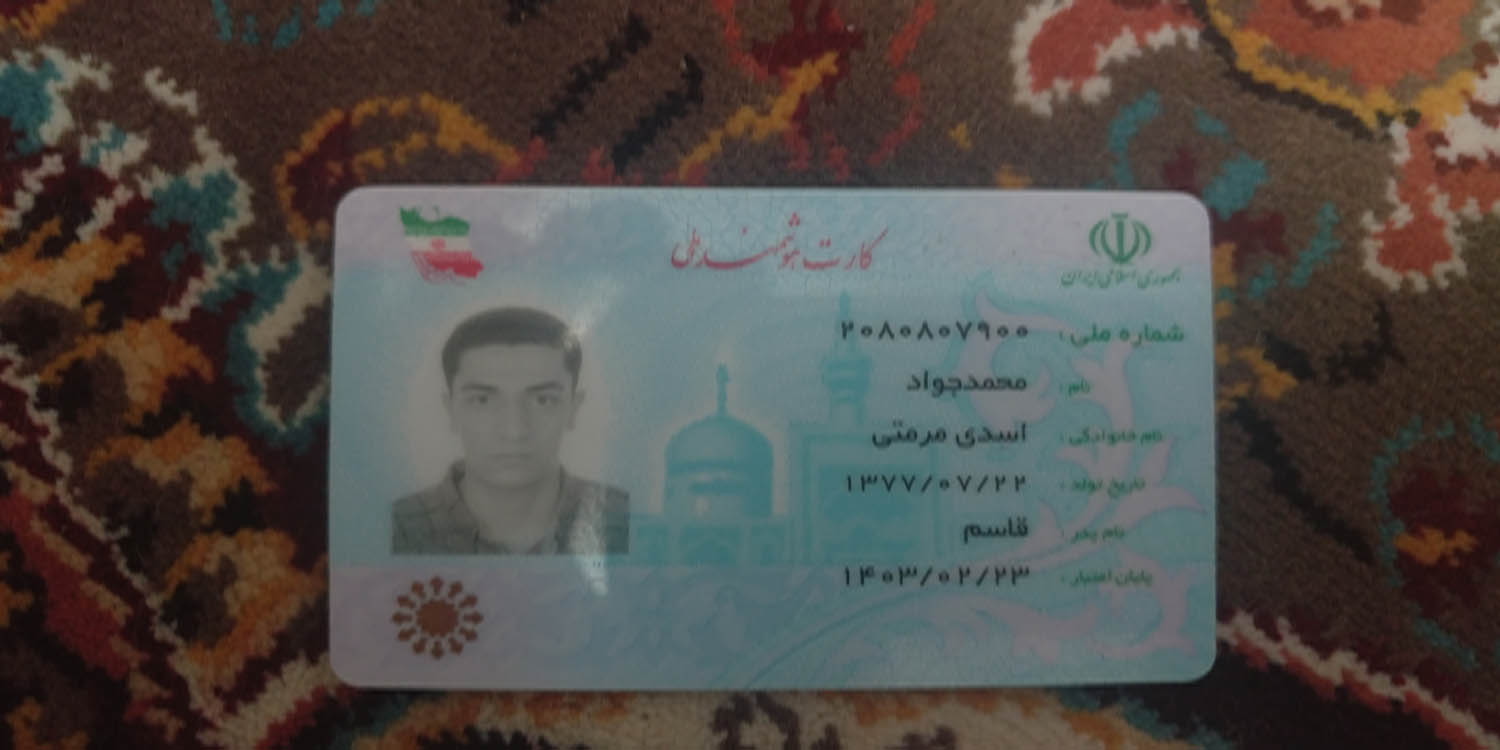 کارت هوشمند ملی
جمهوری اسلامی ایران
شماره ملی : ۲۰۸۰۸۰۷۹۰۰
نام : محمدجواد
نام خانوادگی : اسدی مرمتی
تاریخ تولد : ۱۳۷۷/۰۷/۲۲
نام پدر : قاسم
پایان اعتبار : ۱۴۰۳/۰۲/۲۳